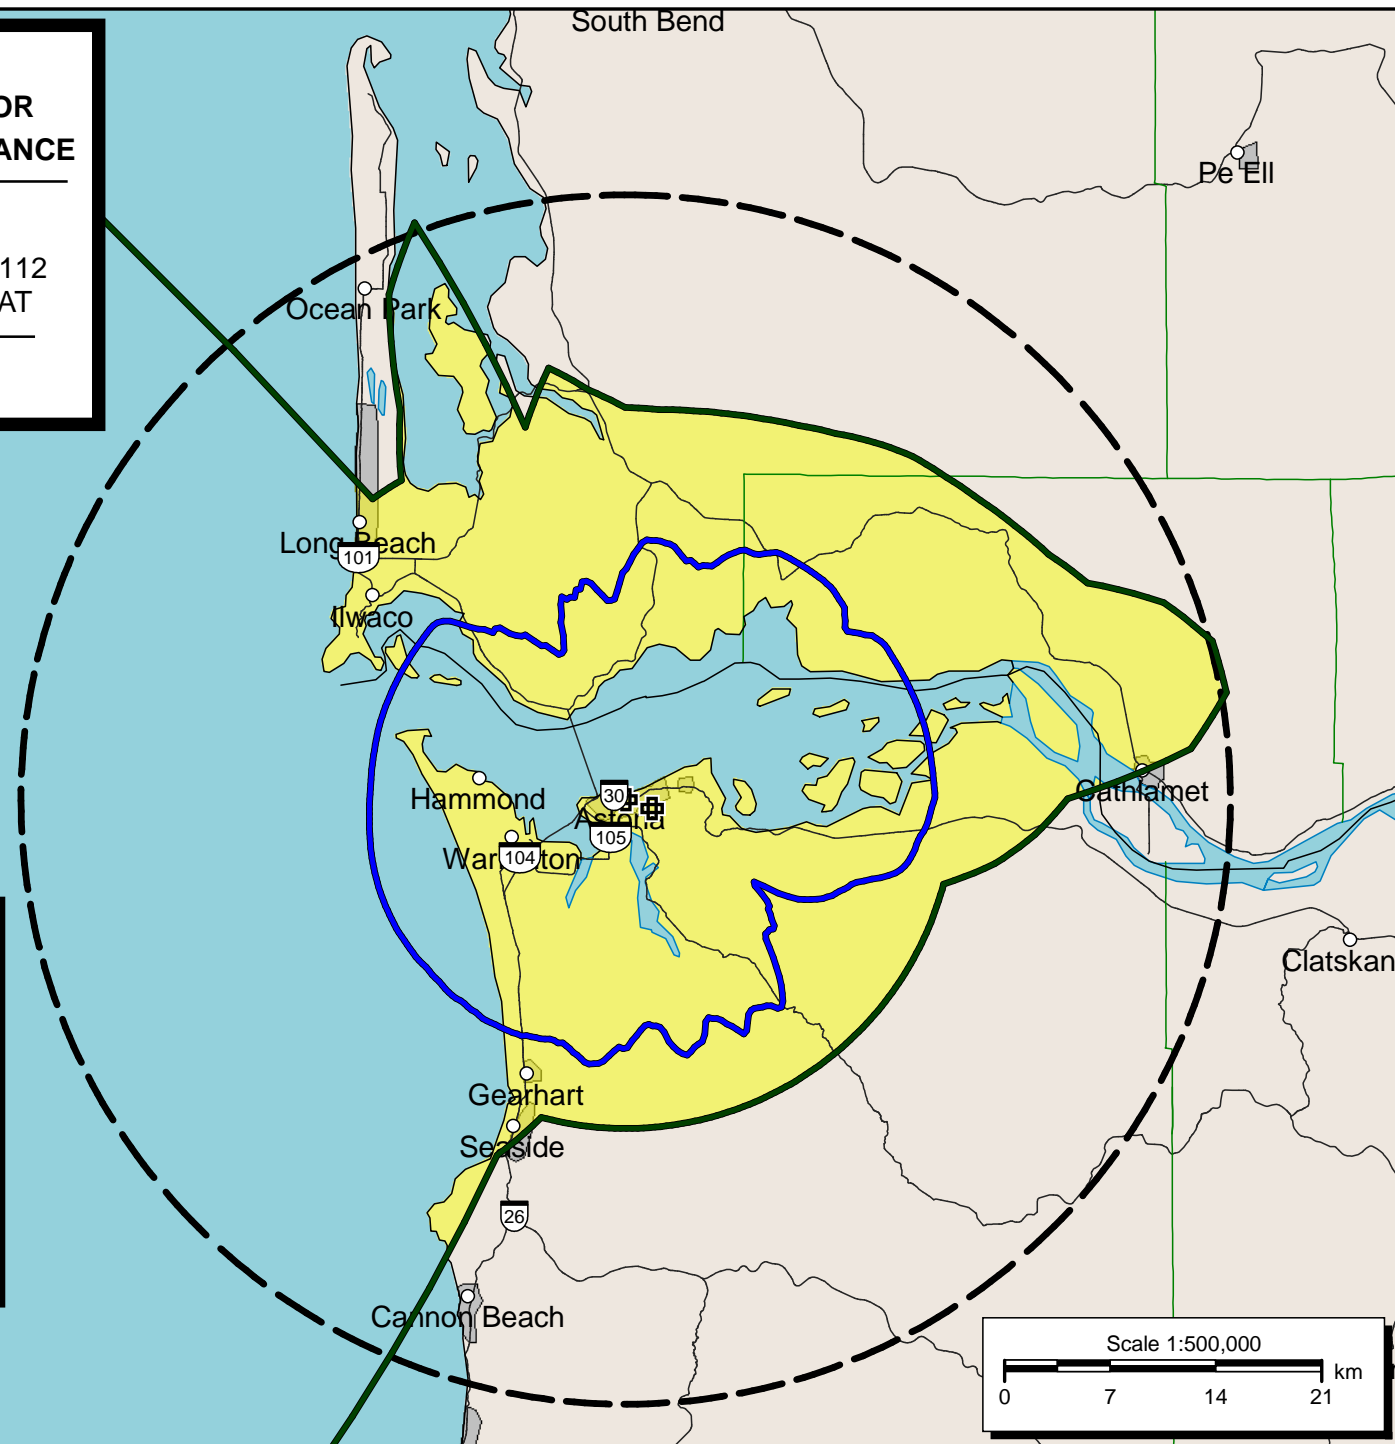 South Bend
OR
ANCE
Pe Ell
112
AT
Ocean Park
Long Beach
101
Ilwaco
Hammond
30
Astoria
105
Warrenton
104
Cathlamet
Clatskan
Gearhart
Seaside
26
Cannon Beach
Scale 1:500,000
km
0 7 14 21